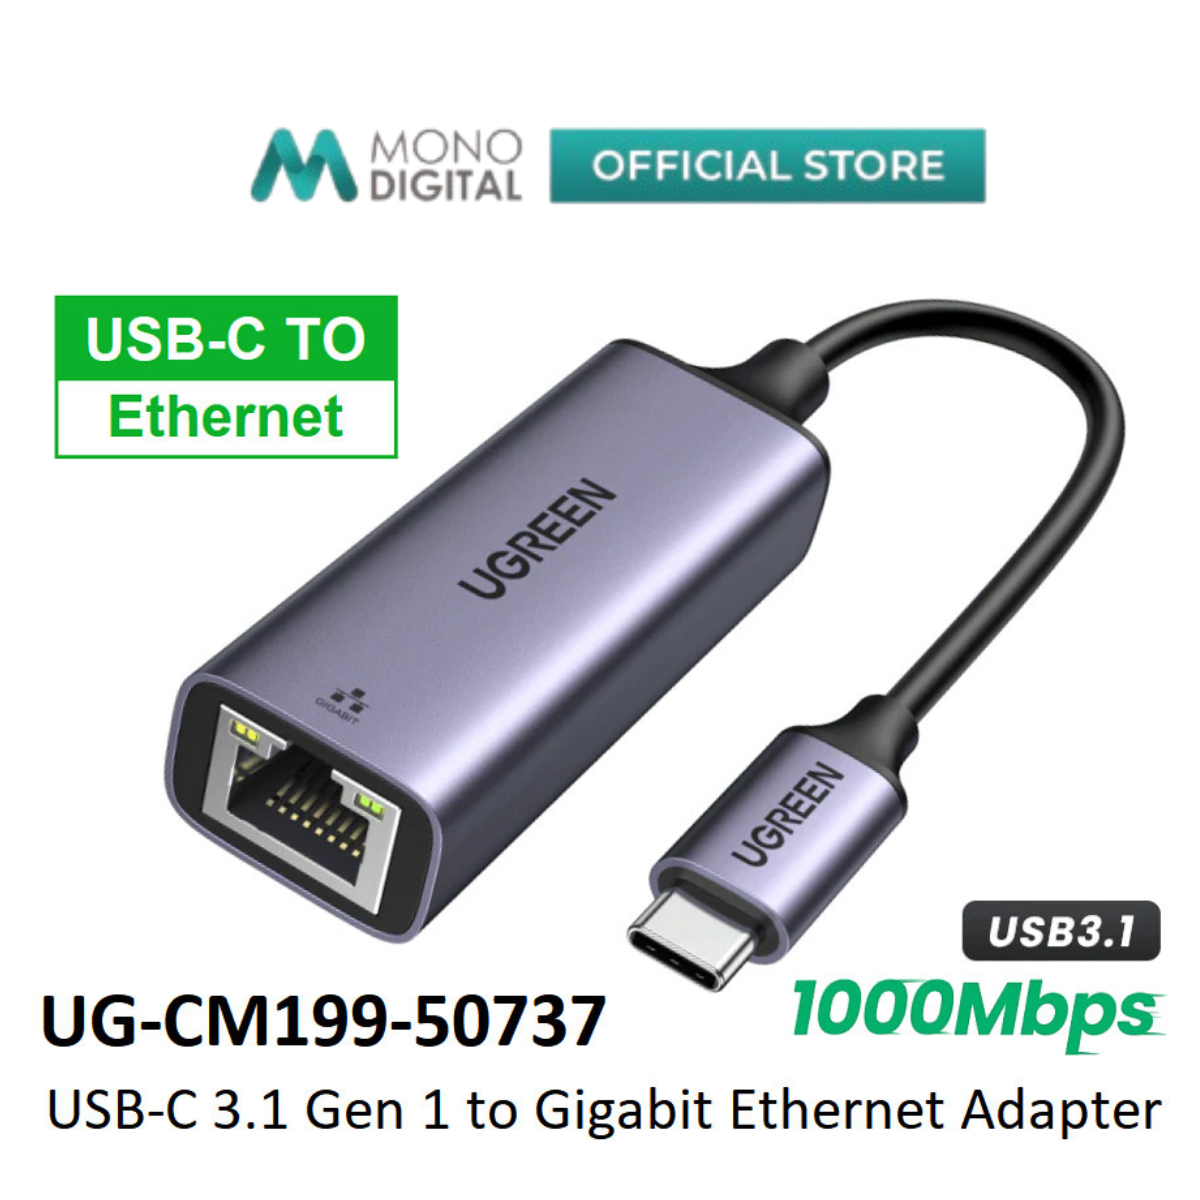 MONO
DIGITAL
OFFICIAL STORE
USB-C TO
Ethernet
UGREEN
GIGABIT
UGREEN
USB3.1
1000Mbps
UG-CM199-50737
USB-C 3.1 Gen 1 to Gigabit Ethernet Adapter